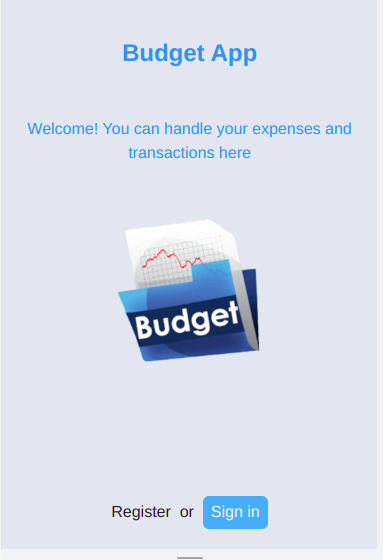 Budget App
Welcome! You can handle your expenses and
transactions here
Budget
Register or Sign in